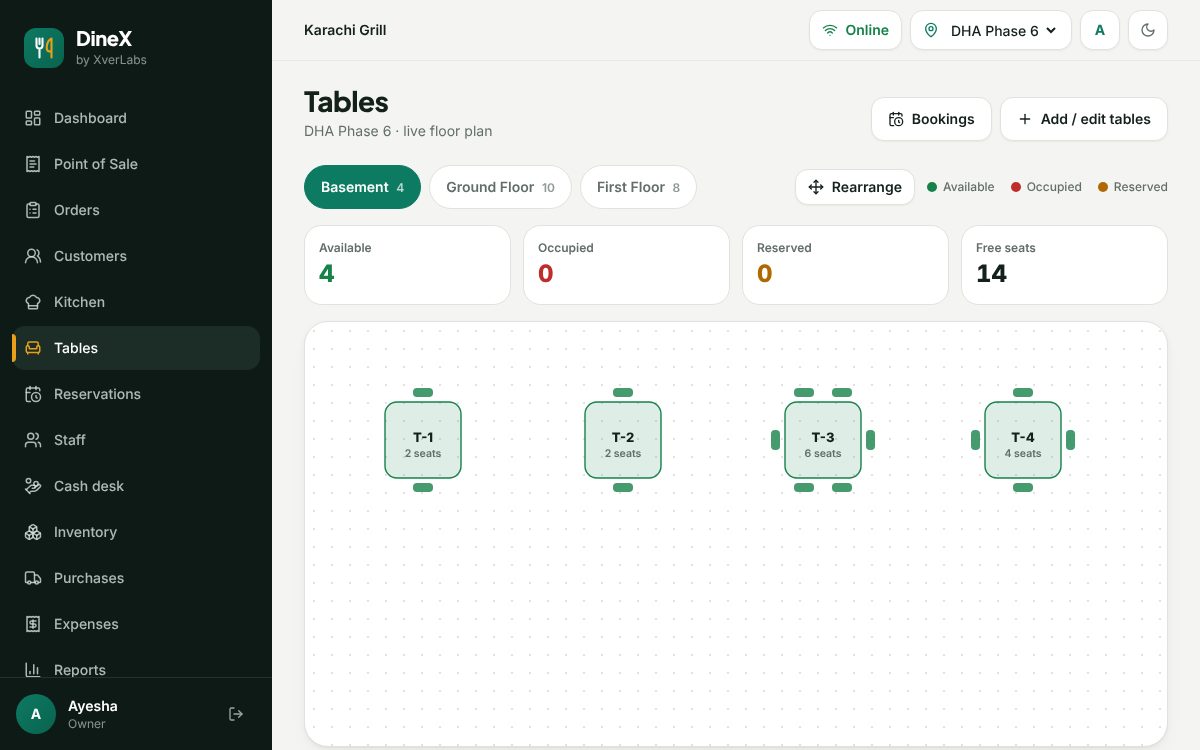 DineX
by XverLabs
Dashboard
Point of Sale
Orders
Customers
Kitchen
Tables
Reservations
Staff
Cash desk
Inventory
Purchases
Expenses
Reports
A
Ayesha
Owner
Karachi Grill
Online
DHA Phase 6
A
Tables
DHA Phase 6 · live floor plan
Bookings
Add / edit tables
Basement 4
Ground Floor 10
First Floor 8
Rearrange
Available
Occupied
Reserved
Available
4
Occupied
0
Reserved
0
Free seats
14
T-1
2 seats
T-2
2 seats
T-3
6 seats
T-4
4 seats